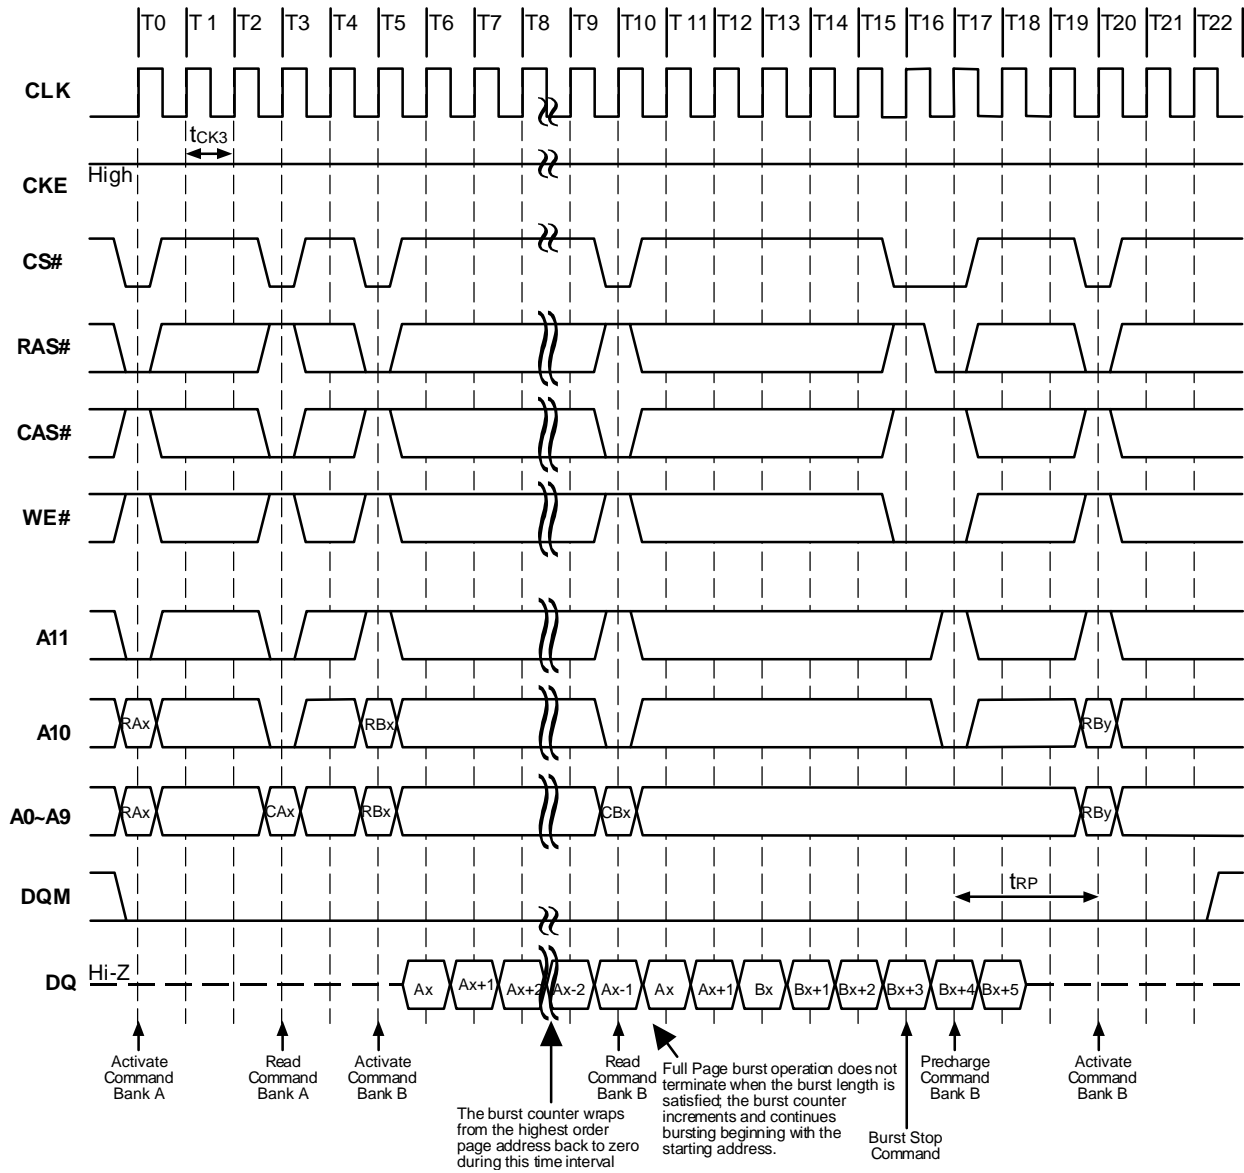 T0 T 1 T2 T3 T4 T5 T6 T7 T8 T9 T10 T 11 T12 T13 T14 T15 T16 T17 T18 T19 T20 T21 T22
CLK
tCK3
High
CKE
CS#
RAS#
CAS#
WE#
A11
A10 RAx RBx RBy
A0~A9 RAx CAx RBx CBx RBy
DQM
tRP
Hi-Z
DQ Ax Ax+1 Ax+2 Ax-2 Ax-1 Ax Ax+1 Bx Bx+1 Bx+2 Bx+3 Bx+4 Bx+5
Activate
Command
Bank A
Read
Command
Bank A
Activate
Command
Bank B
The burst counter wraps
from the highest order
page address back to zero
during this time interval
Read
Command
Bank B
Full Page burst operation does not
terminate when the burst length is
satisfied; the burst counter
increments and continues
bursting beginning with the
starting address.
Burst Stop
Command
Precharge
Command
Bank B
Activate
Command
Bank B